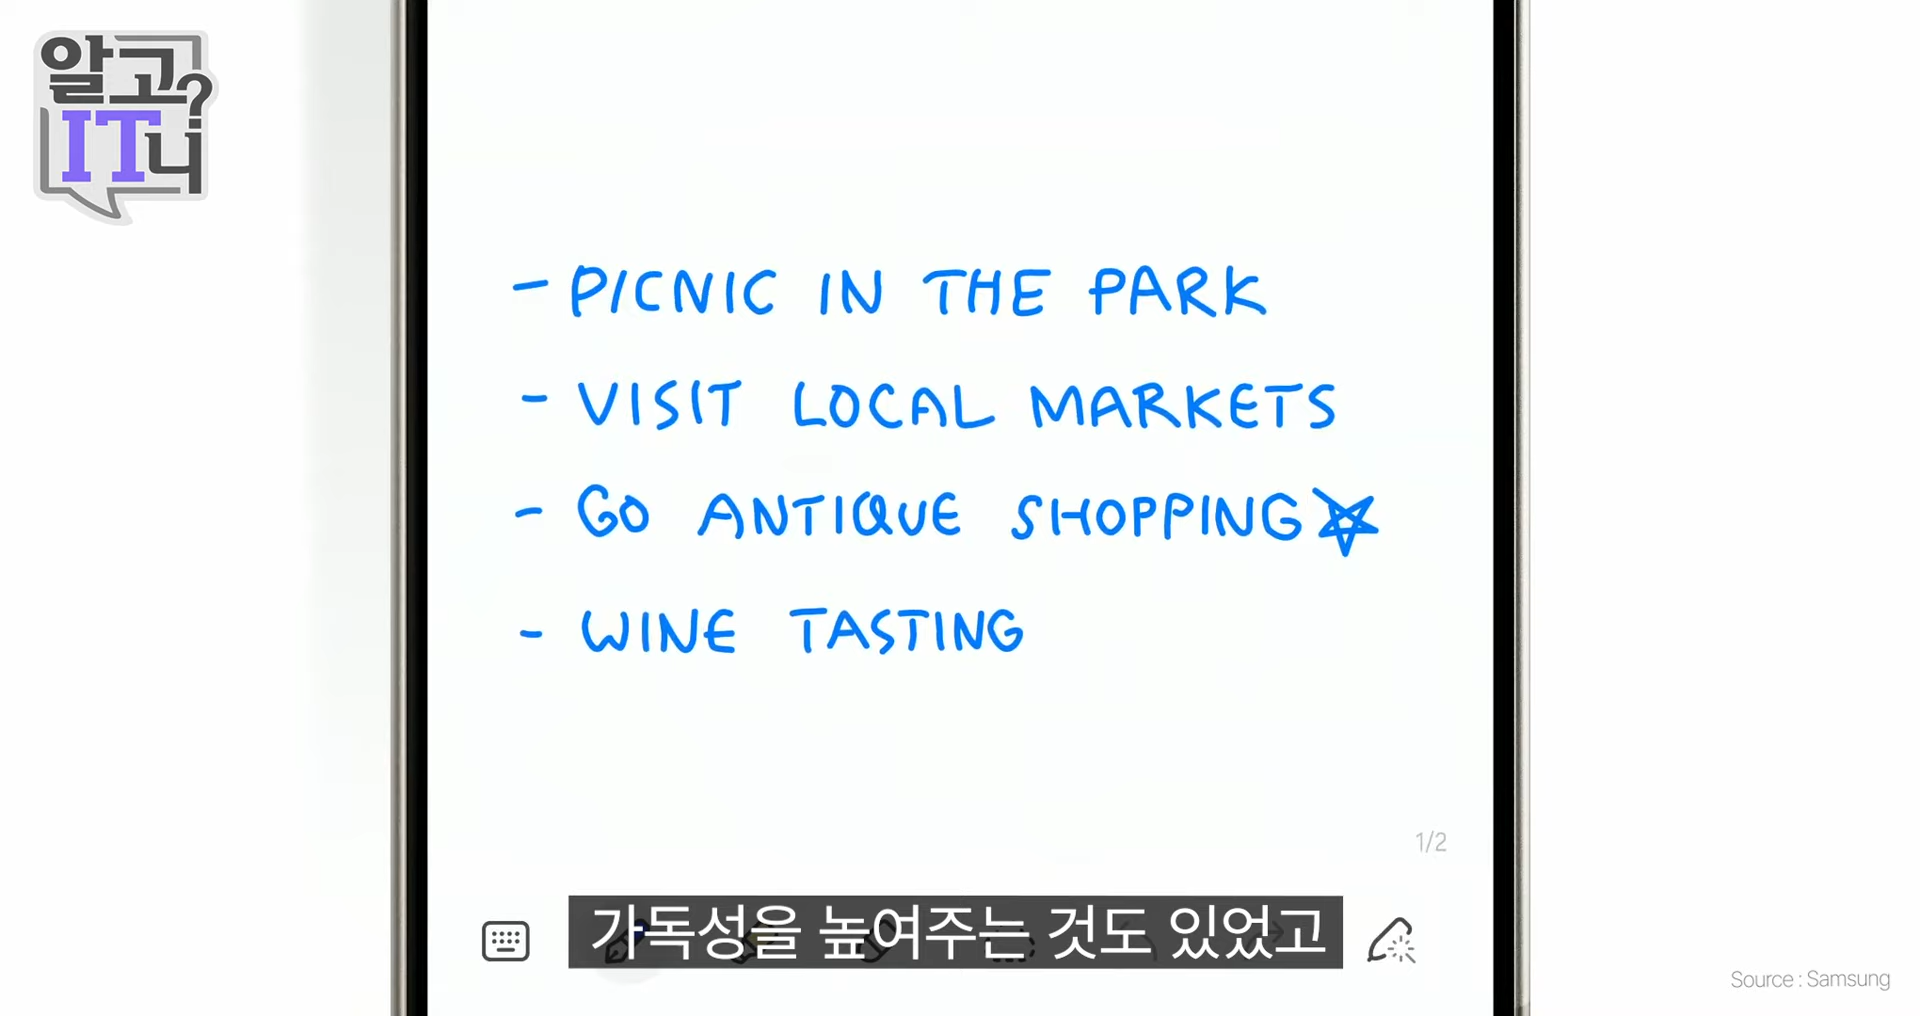 알고?
IT니
- PICNIC IN THE PARK
- VISIT LOCAL MARKETS
- GO ANTIQUE SHOPPING
- WINE TASTING
1/2
가독성을 높여주는 것도 있었고
Source : Samsung